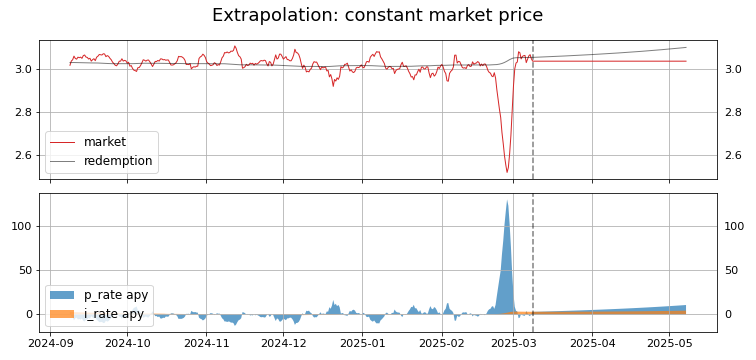 Extrapolation: constant market price
3.0 3.0
2.8 2.8
2.6 2.6
market
redemption
100 100
50 50
0 0
p_rate apy
i_rate apy
2024-09 2024-10 2024-11 2024-12 2025-01 2025-02 2025-03 2025-04 2025-05